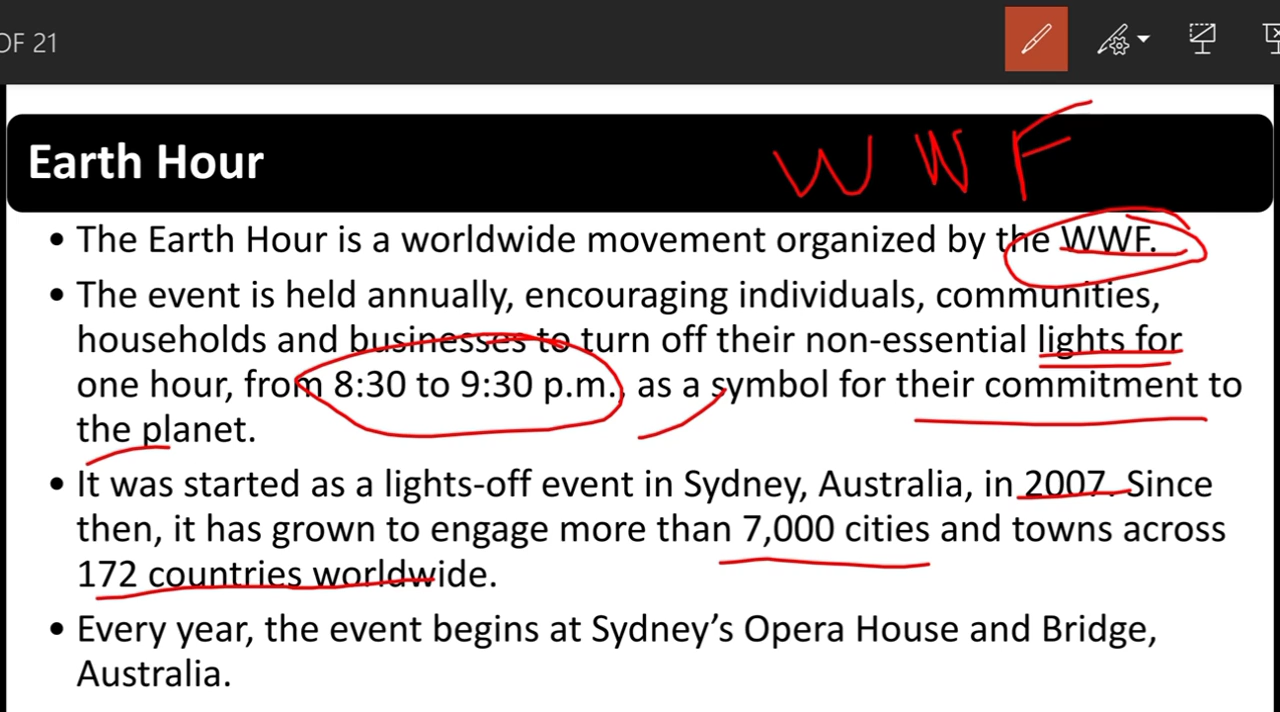 OF 21
Earth Hour
W W F
• The Earth Hour is a worldwide movement organized by the WWF.
• The event is held annually, encouraging individuals, communities,
households and businesses to turn off their non-essential lights for
one hour, from 8:30 to 9:30 p.m., as a symbol for their commitment to
the planet.
• It was started as a lights-off event in Sydney, Australia, in 2007. Since
then, it has grown to engage more than 7,000 cities and towns across
172 countries worldwide.
• Every year, the event begins at Sydney’s Opera House and Bridge,
Australia.